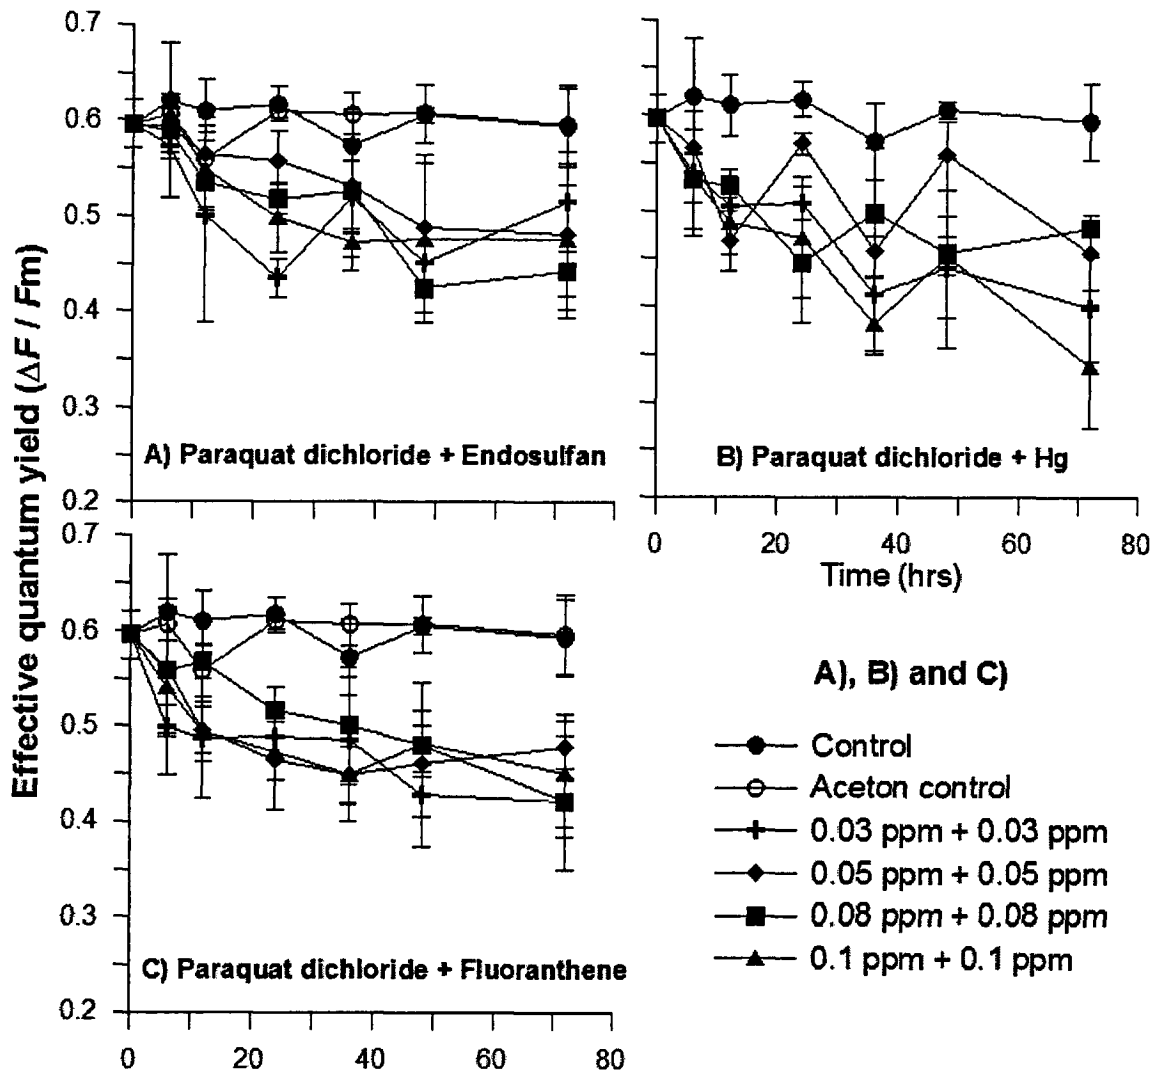 Effective quantum yield (ΔF / Fm)
0.7
0.6
0.5
0.4
0.3
0.2
A) Paraquat dichloride + Endosulfan
B) Paraquat dichloride + Hg
0 20 40 60 80
Time (hrs)
0.7
0.6
0.5
0.4
0.3
0.2
C) Paraquat dichloride + Fluoranthene
0 20 40 60 80
A), B) and C)
Control
Aceton control
0.03 ppm + 0.03 ppm
0.05 ppm + 0.05 ppm
0.08 ppm + 0.08 ppm
0.1 ppm + 0.1 ppm